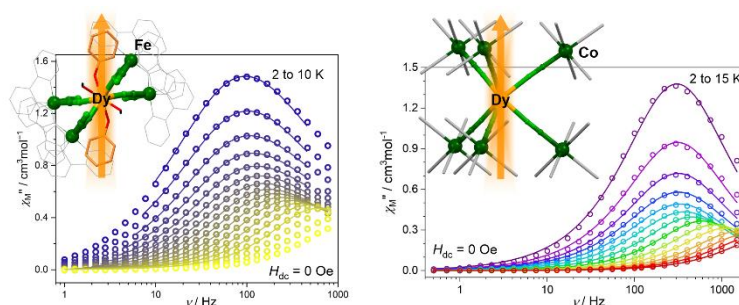 Fe
Dy
2 to 10 K
H_dc = 0 Oe
χ_M'' / cm³mol⁻¹
1.6
1.2
0.8
0.4
0.0
1 10 100 1000
ν / Hz
Co
Dy
2 to 15 K
H_dc = 0 Oe
χ_M'' / cm³mol⁻¹
1.5
1.2
0.9
0.6
0.3
0.0
1 10 100 1000
ν / Hz